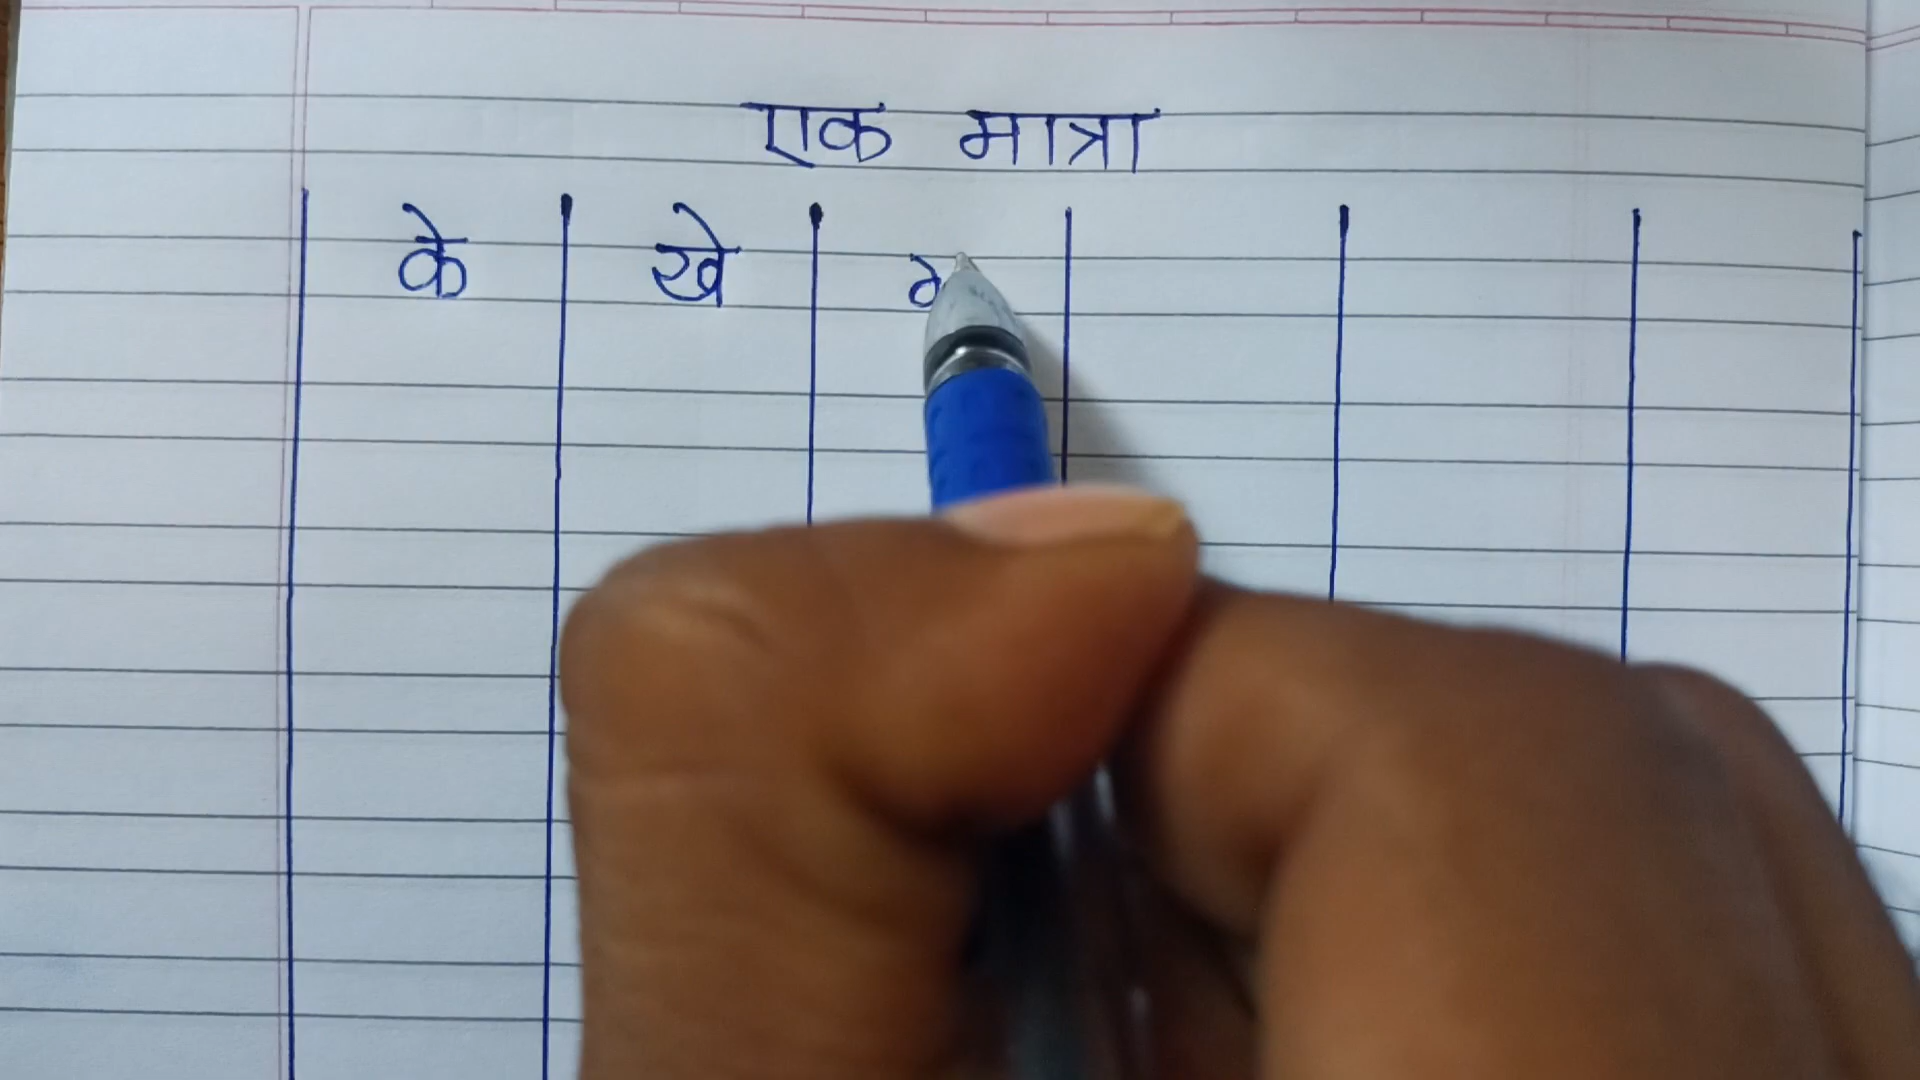 एक मात्रा
के खे